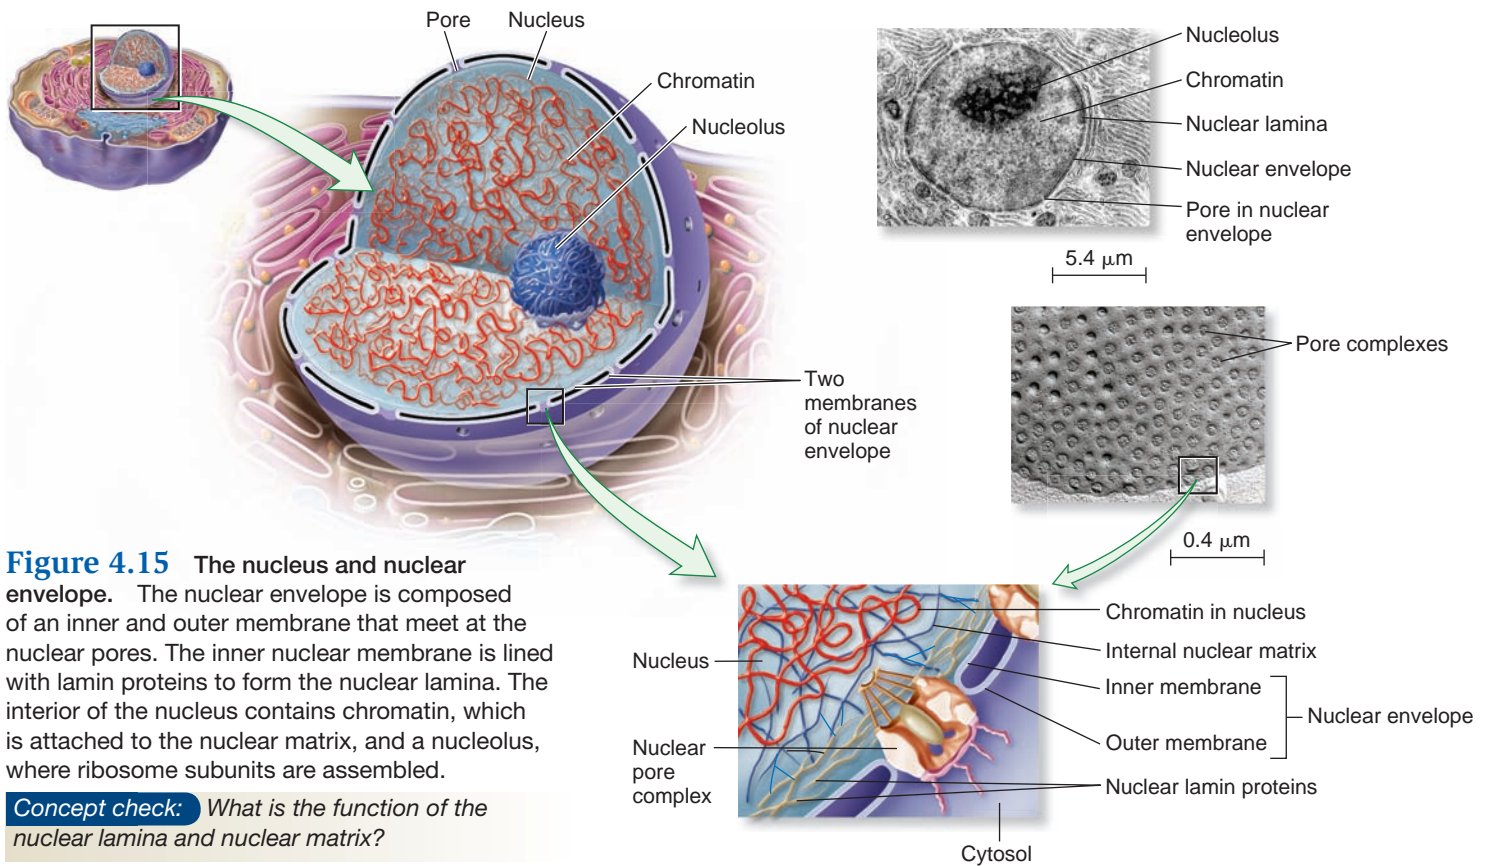 Pore
Nucleus
Chromatin
Nucleolus
Two
membranes
of nuclear
envelope
Nucleolus
Chromatin
Nuclear lamina
Nuclear envelope
Pore in nuclear
envelope
5.4 μm
Pore complexes
0.4 μm
Nucleus
Nuclear
pore
complex
Chromatin in nucleus
Internal nuclear matrix
Inner membrane
Nuclear envelope
Outer membrane
Nuclear lamin proteins
Cytosol
Figure 4.15 The nucleus and nuclear
envelope. The nuclear envelope is composed
of an inner and outer membrane that meet at the
nuclear pores. The inner nuclear membrane is lined
with lamin proteins to form the nuclear lamina. The
interior of the nucleus contains chromatin, which
is attached to the nuclear matrix, and a nucleolus,
where ribosome subunits are assembled.
Concept check: What is the function of the
nuclear lamina and nuclear matrix?